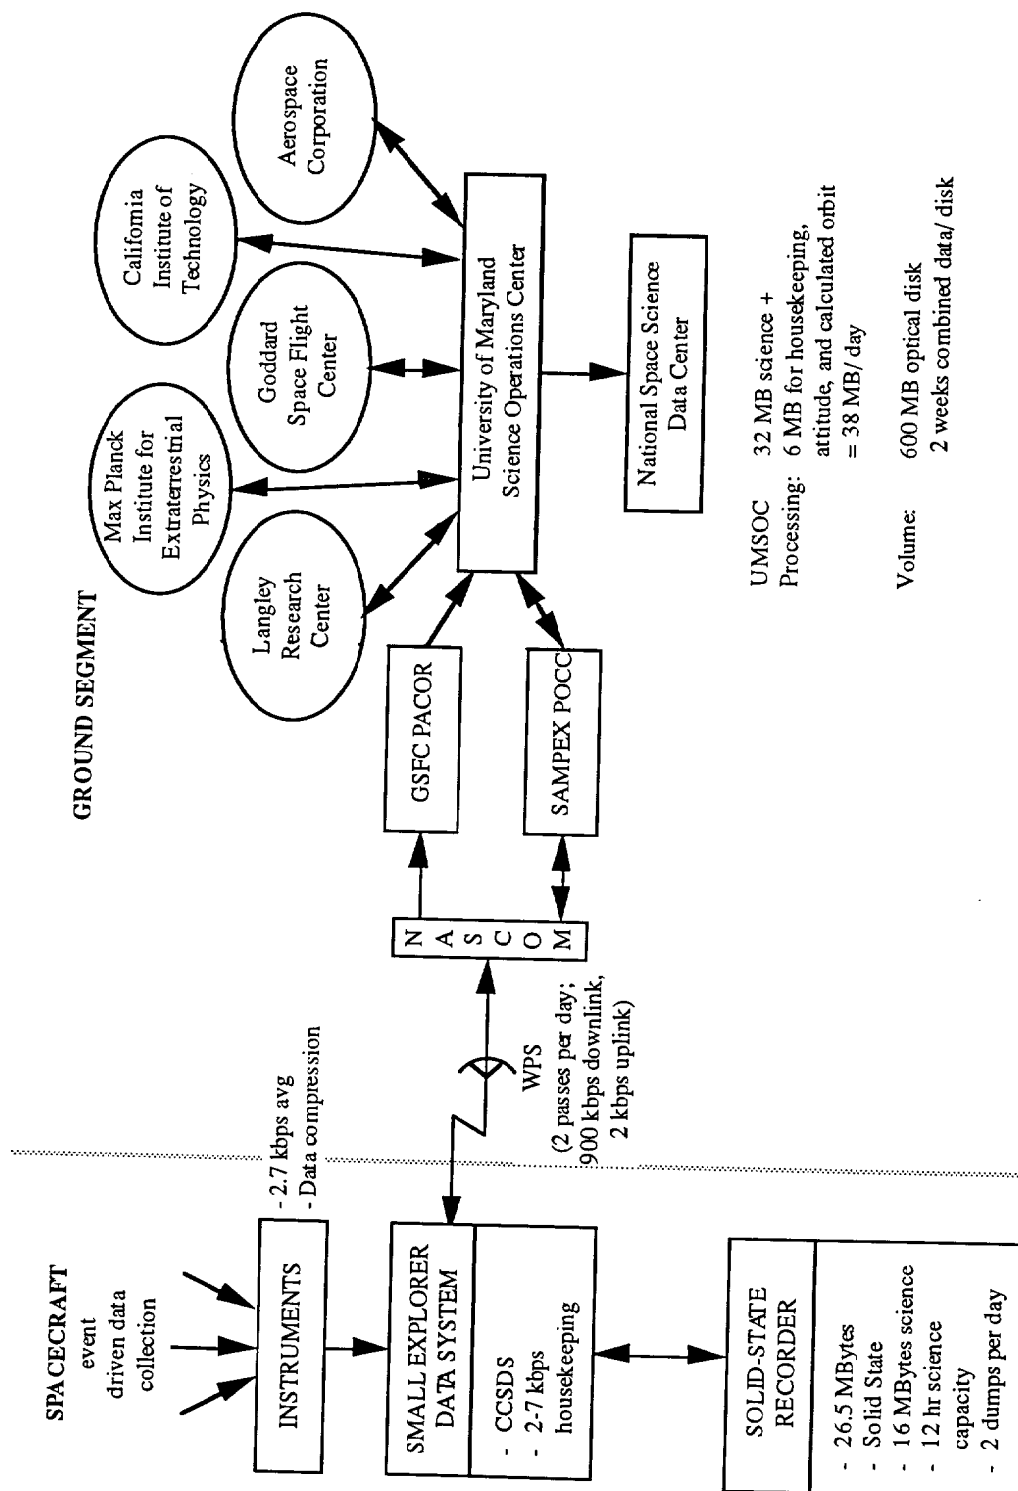 SPACECRAFT
event
driven data
collection
INSTRUMENTS
- 2.7 kbps avg
- Data compression
SMALL EXPLORER
DATA SYSTEM
- CCSDS
- 2-7 kbps
housekeeping
SOLID-STATE
RECORDER
- 26.5 MBytes
- Solid State
- 16 MBytes science
- 12 hr science
capacity
- 2 dumps per day
GROUND SEGMENT
WPS
(2 passes per day;
900 kbps downlink,
2 kbps uplink)
N
A
S
C
O
M
GSFC PACOR
SAMPEX POCC
Langley
Research
Center
Max Planck
Institute for
Extraterrestrial
Physics
Goddard
Space Flight
Center
California
Institute of
Technology
Aerospace
Corporation
University of Maryland
Science Operations Center
National Space Science
Data Center
UMSOC 32 MB science +
Processing: 6 MB for housekeeping,
attitude, and calculated orbit
= 38 MB/ day
Volume: 600 MB optical disk
2 weeks combined data/ disk